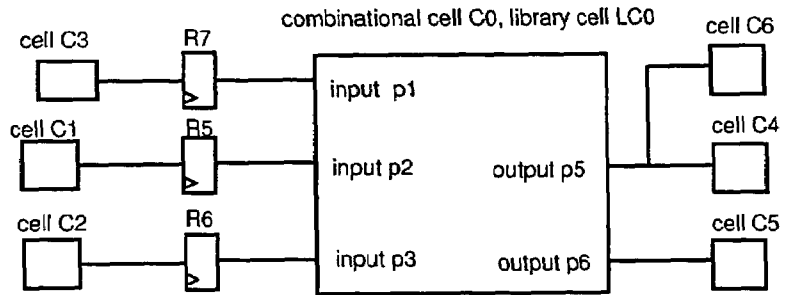 combinational cell C0, library cell LC0
cell C3
R7
cell C6
input p1
cell C1
R5
cell C4
input p2
output p5
cell C2
R6
cell C5
input p3
output p6